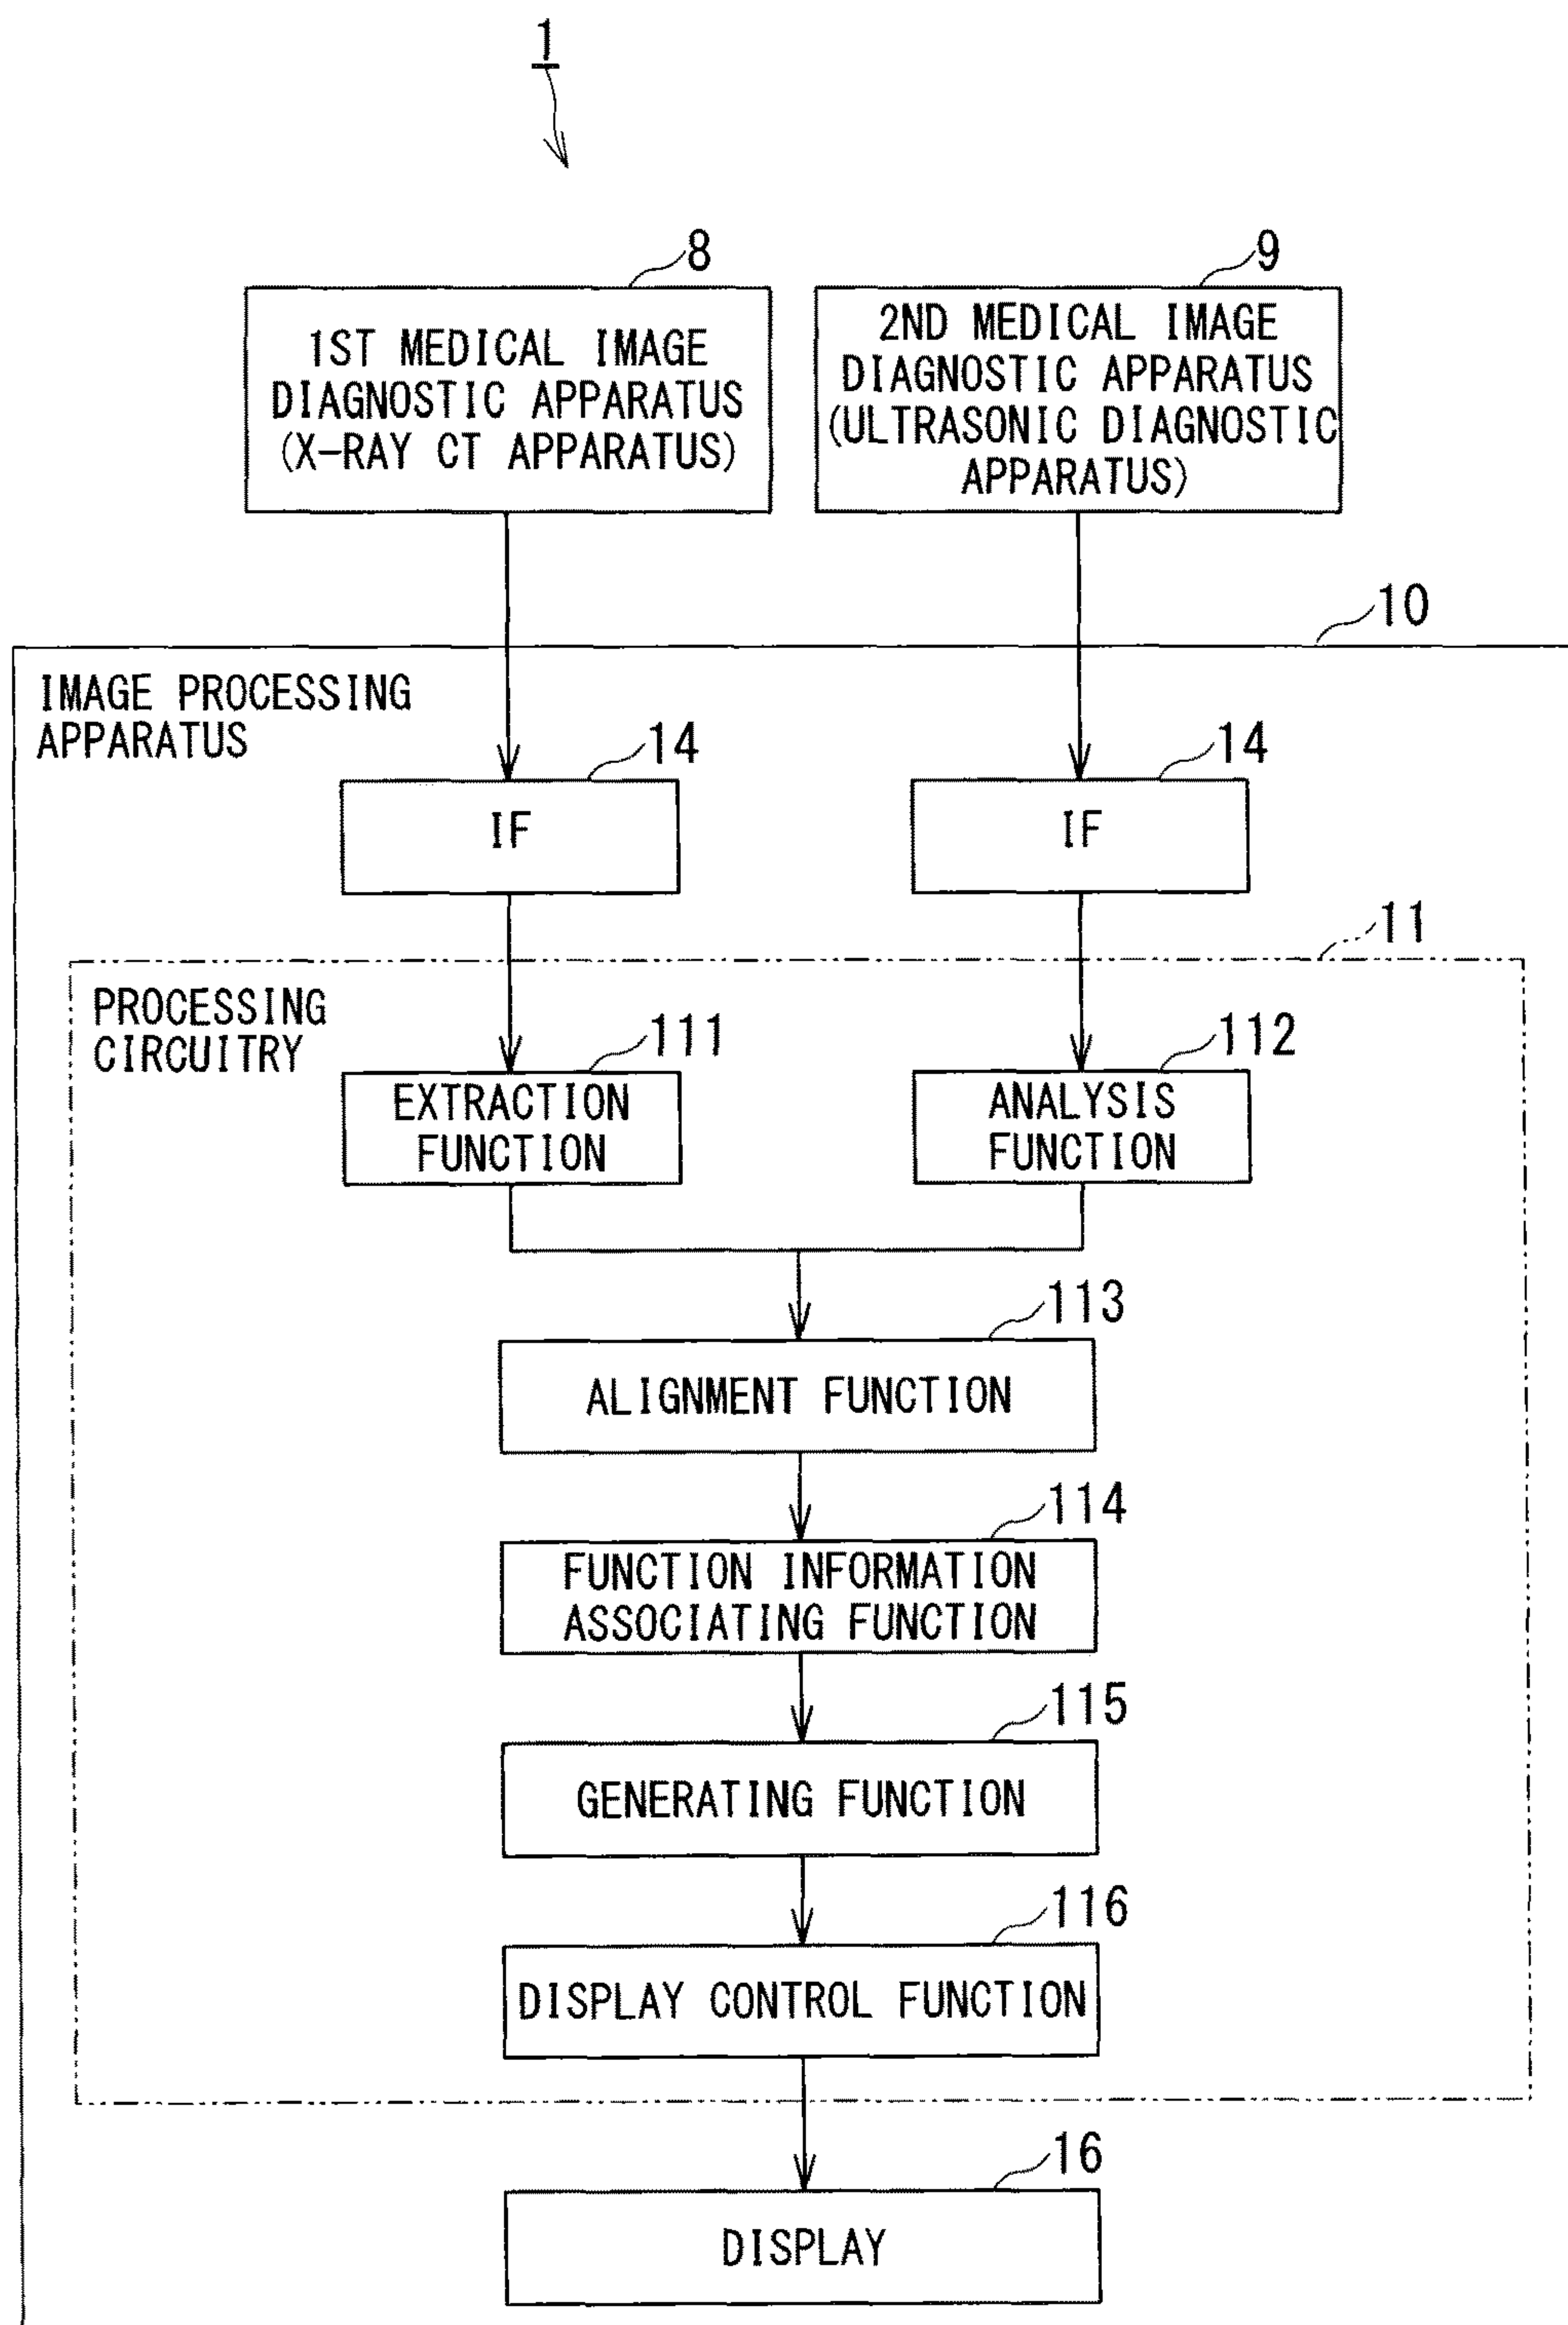 1
8
9
1ST MEDICAL IMAGE
DIAGNOSTIC APPARATUS
(X-RAY CT APPARATUS)
2ND MEDICAL IMAGE
DIAGNOSTIC APPARATUS
(ULTRASONIC DIAGNOSTIC
APPARATUS)
10
IMAGE PROCESSING
APPARATUS
14
14
IF
IF
11
PROCESSING
CIRCUITRY
111
112
EXTRACTION
FUNCTION
ANALYSIS
FUNCTION
113
ALIGNMENT FUNCTION
114
FUNCTION INFORMATION
ASSOCIATING FUNCTION
115
GENERATING FUNCTION
116
DISPLAY CONTROL FUNCTION
16
DISPLAY